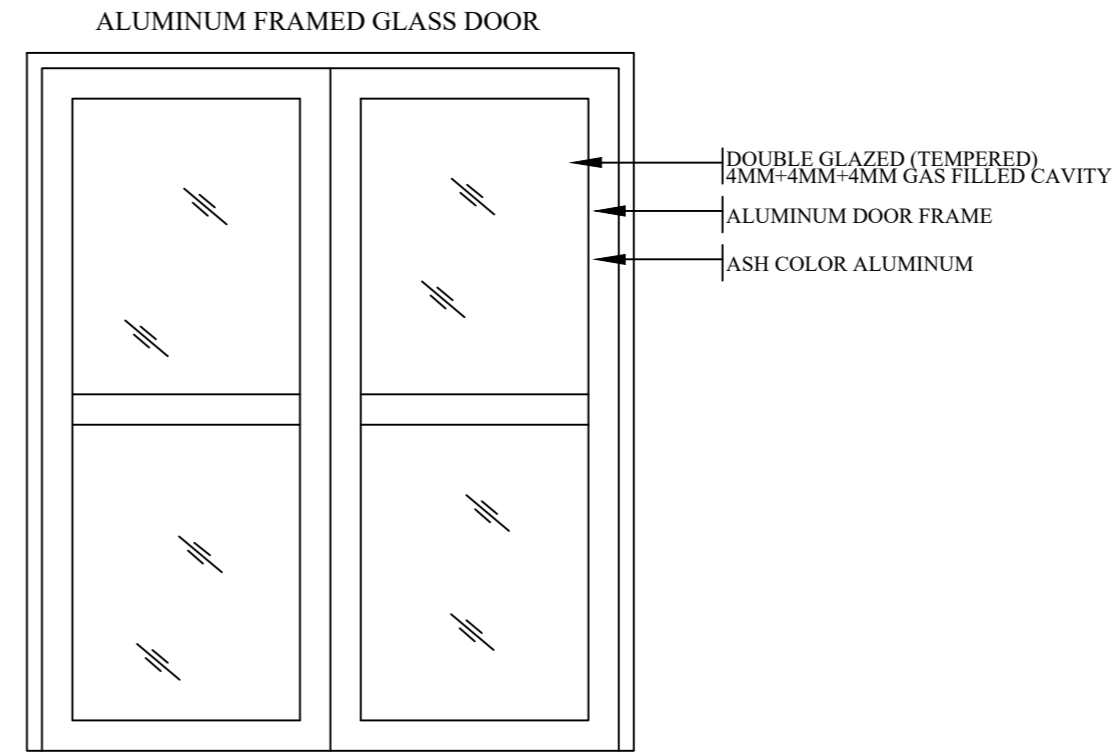 ALUMINUM FRAMED GLASS DOOR
DOUBLE GLAZED (TEMPERED)
4MM+4MM+4MM GAS FILLED CAVITY
ALUMINUM DOOR FRAME
ASH COLOR ALUMINUM